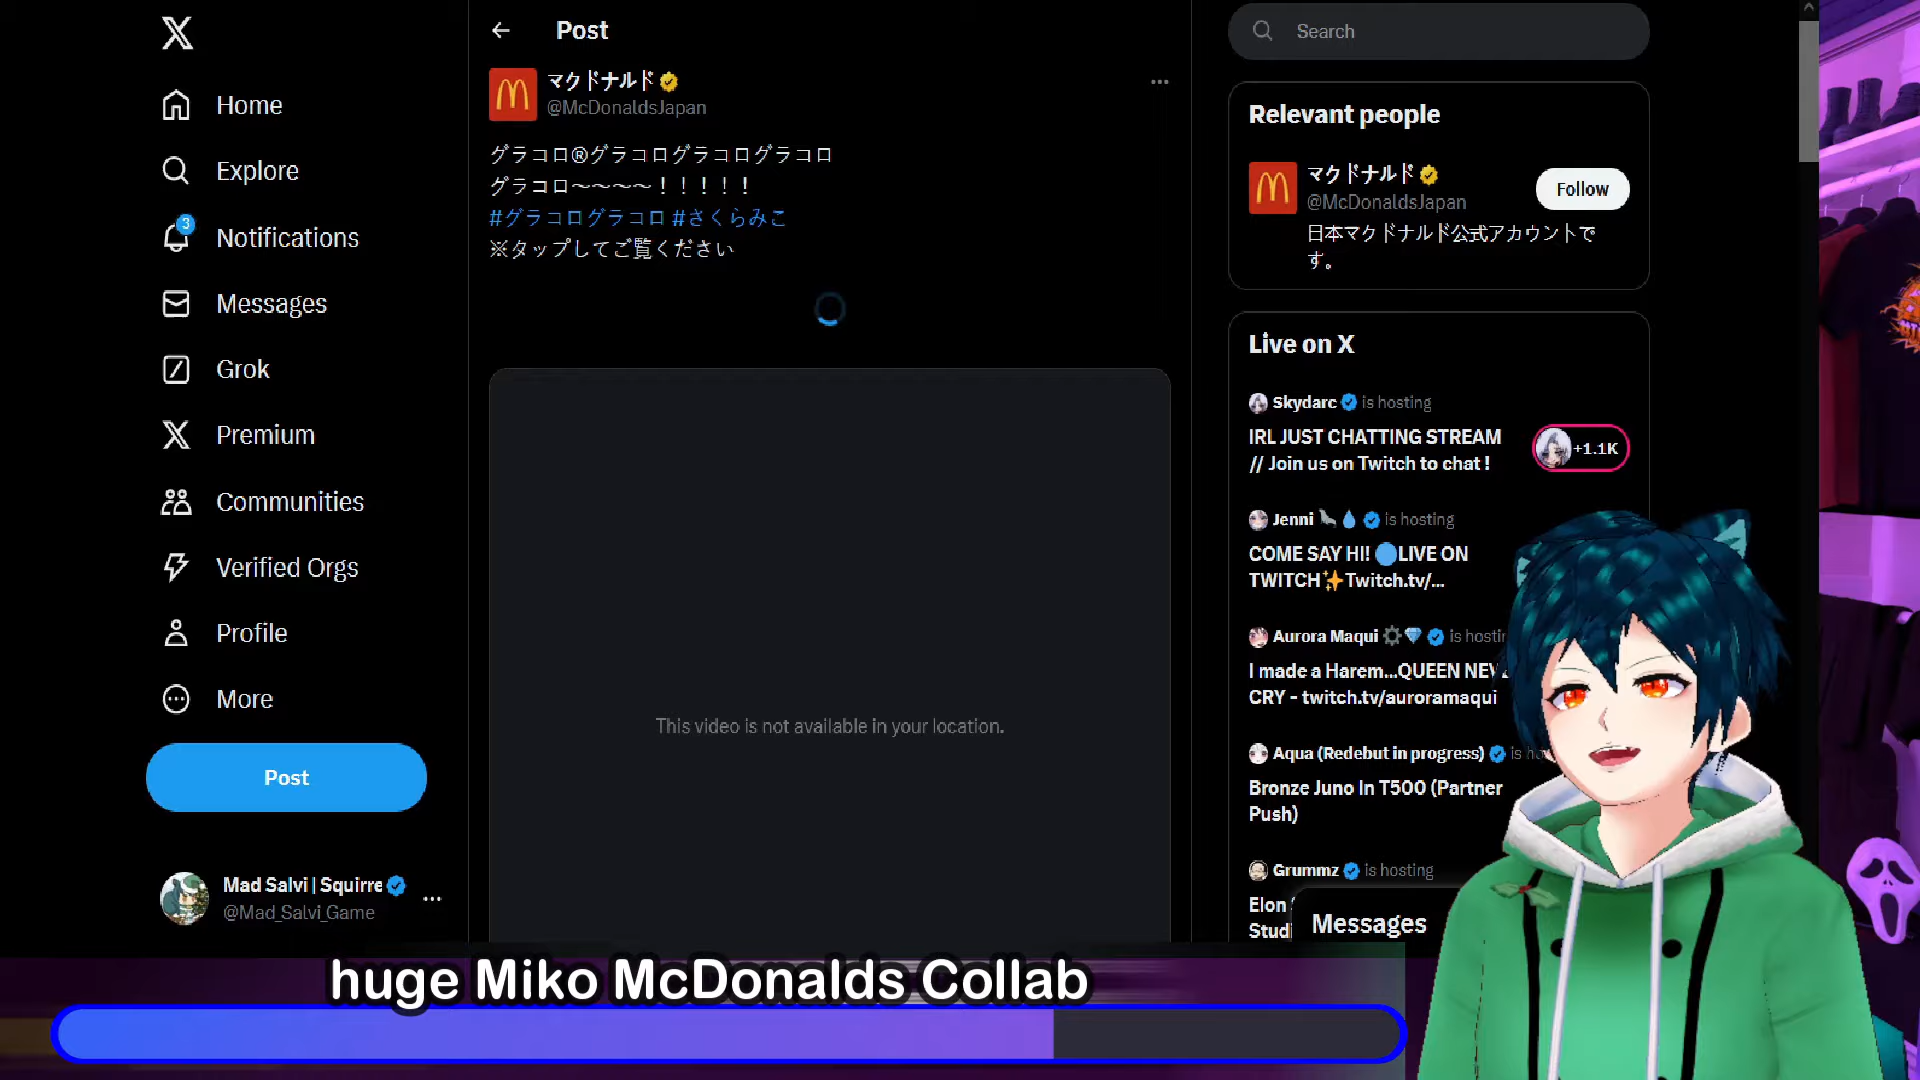 Home
Explore
3
Notifications
Messages
Grok
Premium
Communities
Verified Orgs
Profile
More
Post
Mad Salvi | Squirre
@Mad_Salvi_Game
Post
マクドナルド
@McDonaldsJapan
グラコロ®グラコログラコログラコロ
グラコロ〜〜〜〜！！！！！
#グラコログラコロ #さくらみこ
※タップしてご覧ください
This video is not available in your location.
Search
Relevant people
マクドナルド
@McDonaldsJapan
Follow
日本マクドナルド公式アカウントで
す。
Live on X
Skydarc is hosting
IRL JUST CHATTING STREAM
// Join us on Twitch to chat !
+1.1K
Jenni is hosting
COME SAY HI! LIVE ON
TWITCH✨Twitch.tv/...
Aurora Maqui is hostin
I made a Harem...QUEEN NEV
CRY - twitch.tv/auroramaqui
Aqua (Redebut in progress) is ho
Bronze Juno In T500 (Partner
Push)
Grummz is hosting
Elon
Studi
Messages
huge Miko McDonalds Collab